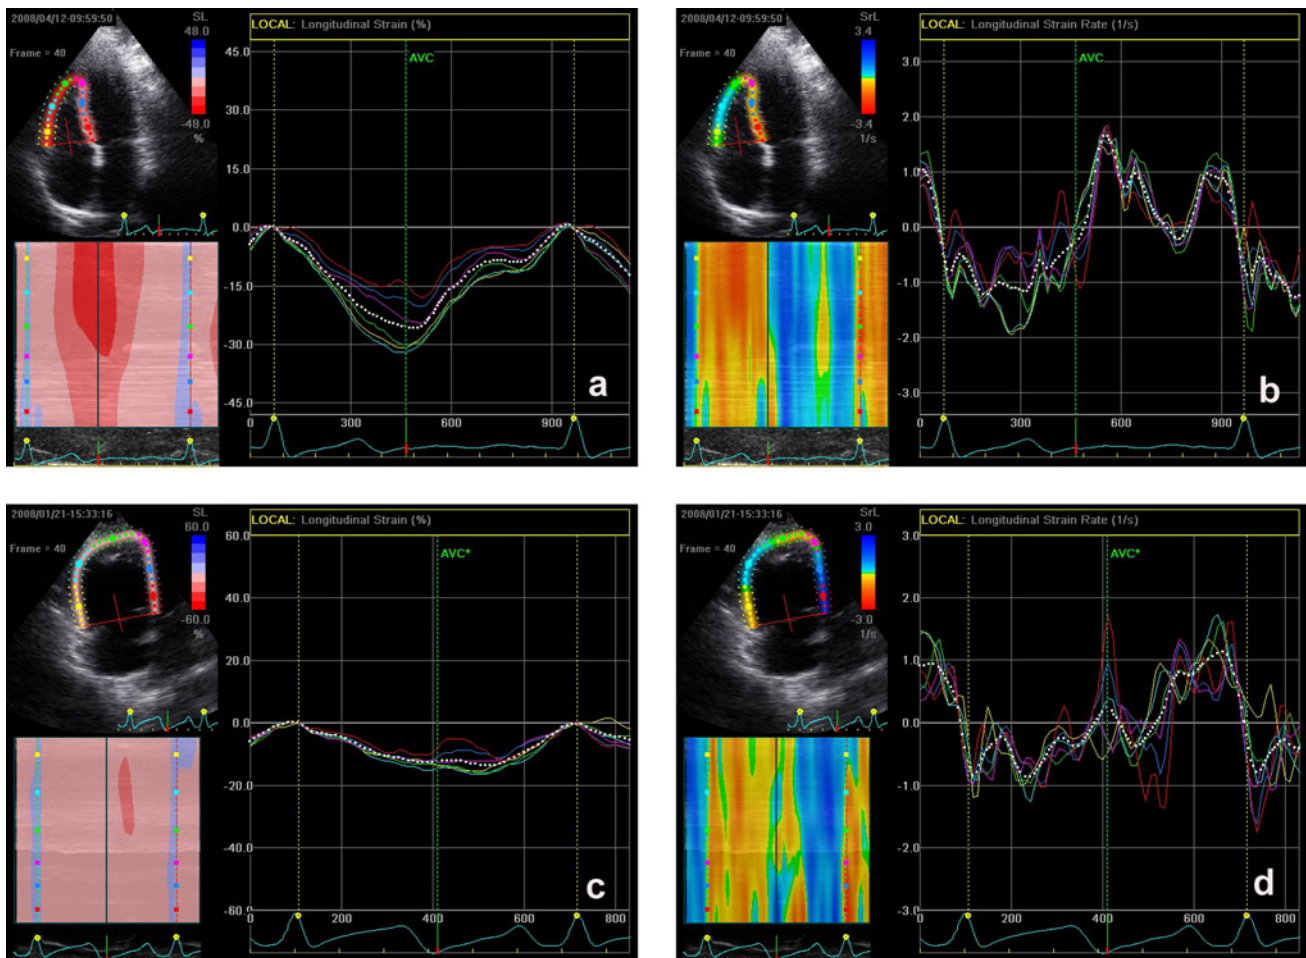 2008/04/12-09:59:50
SL
48.0
Frame = 40
-48.0
%
LOCAL: Longitudinal Strain (%)
AVC
45.0
30.0
15.0
0.0
-15.0
-30.0
-45.0
0
300
600
900
a
2008/04/12-09:59:50
SrL
3.4
Frame = 40
-3.4
1/s
LOCAL: Longitudinal Strain Rate (1/s)
AVC
3.0
2.0
1.0
0.0
-1.0
-2.0
-3.0
0
300
600
900
b
2008/01/21-15:33:16
SL
60.0
Frame = 40
-60.0
%
LOCAL: Longitudinal Strain (%)
AVC*
60.0
40.0
20.0
0.0
-20.0
-40.0
-60.0
0
200
400
600
800
c
2008/01/21-15:33:16
SrL
3.0
Frame = 40
-3.0
1/s
LOCAL: Longitudinal Strain Rate (1/s)
AVC*
3.0
2.0
1.0
0.0
-1.0
-2.0
-3.0
0
200
400
600
800
d